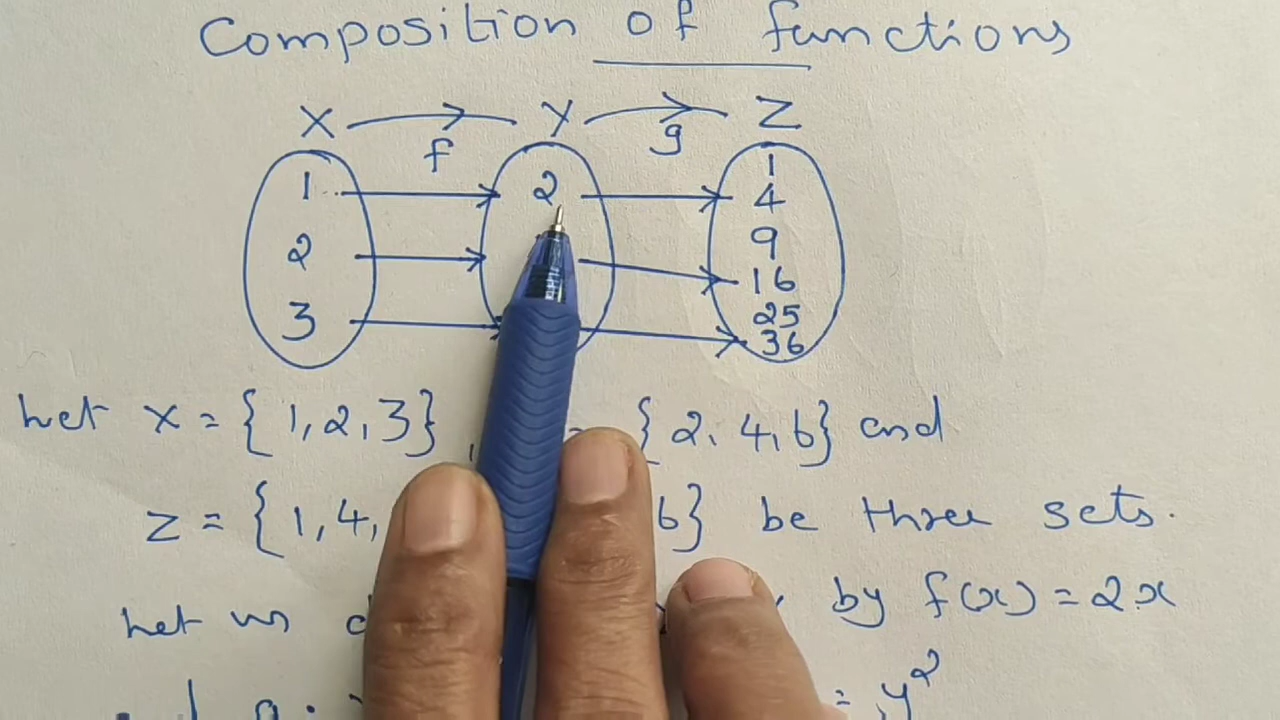 Composition of functions
X f Y g Z
1
1 2 4
2 9
16
3 25
36
Let X = {1, 2, 3}, = {2, 4, 6} and
Z = {1, 4, 6} be three sets.
Let us by f(x) = 2x
= y²